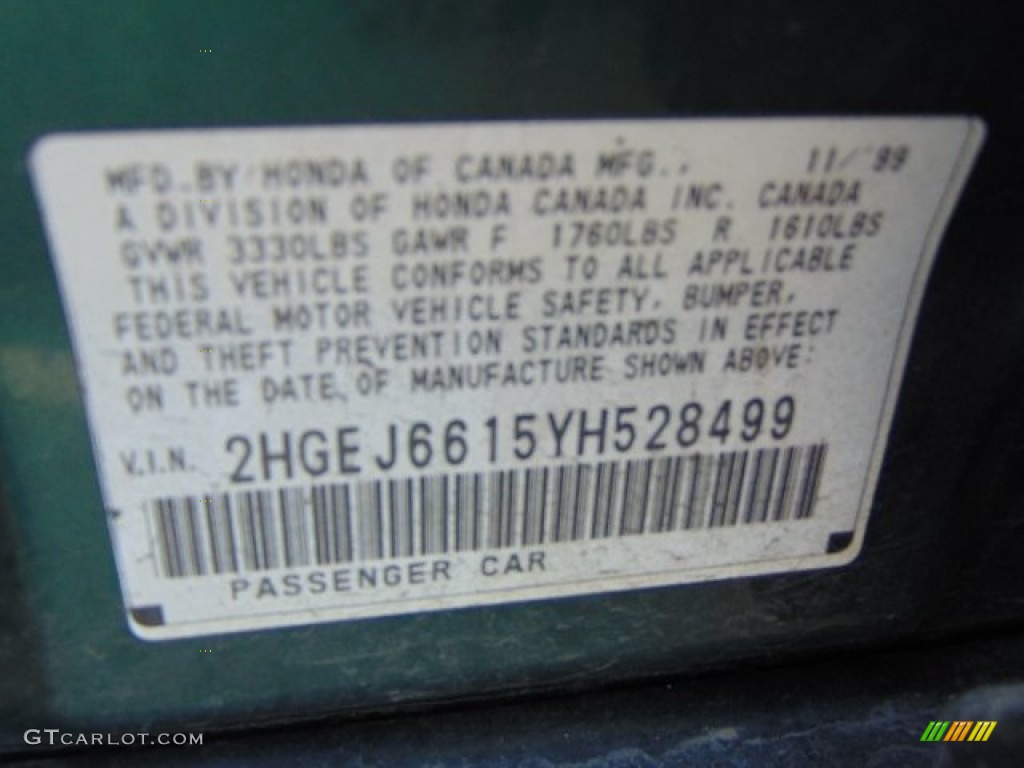 MFD. BY HONDA OF CANADA MFG.. 11/'99
A DIVISION OF HONDA CANADA INC. CANADA
GVWR 3330LBS GAWR F 1760LBS R 1610LBS
THIS VEHICLE CONFORMS TO ALL APPLICABLE
FEDERAL MOTOR VEHICLE SAFETY, BUMPER,
AND THEFT PREVENTION STANDARDS IN EFFECT
ON THE DATE OF MANUFACTURE SHOWN ABOVE:
V.I.N. 2HGEJ6615YH528499
PASSENGER CAR
GTCARLOT.COM